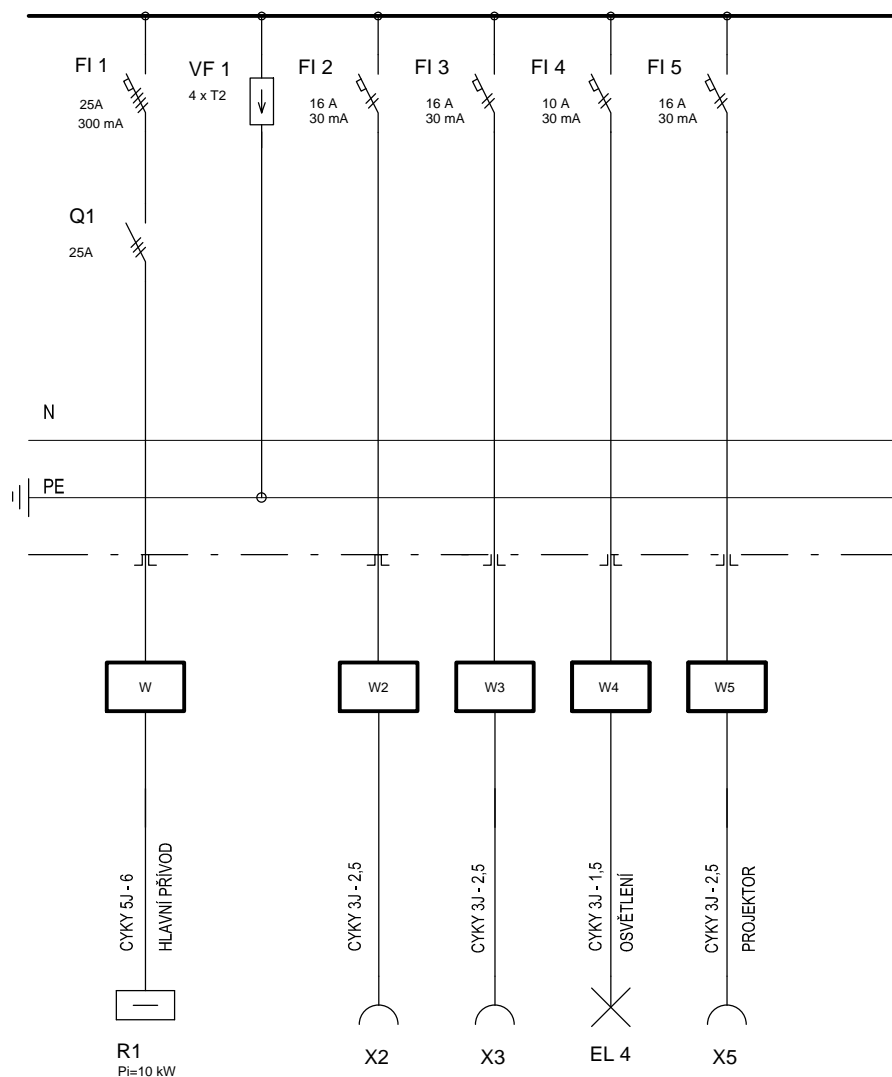 FI 1
25A
300 mA
VF 1
4 x T2
FI 2
16 A
30 mA
FI 3
16 A
30 mA
FI 4
10 A
30 mA
FI 5
16 A
30 mA
Q1
25A
N
PE
W
W2
W3
W4
W5
CYKY 5J - 6
HLAVNÍ PŘÍVOD
CYKY 3J - 2,5
CYKY 3J - 2,5
CYKY 3J - 1,5
OSVĚTLENÍ
CYKY 3J - 2,5
PROJEKTOR
R1
Pi=10 kW
X2
X3
EL 4
X5